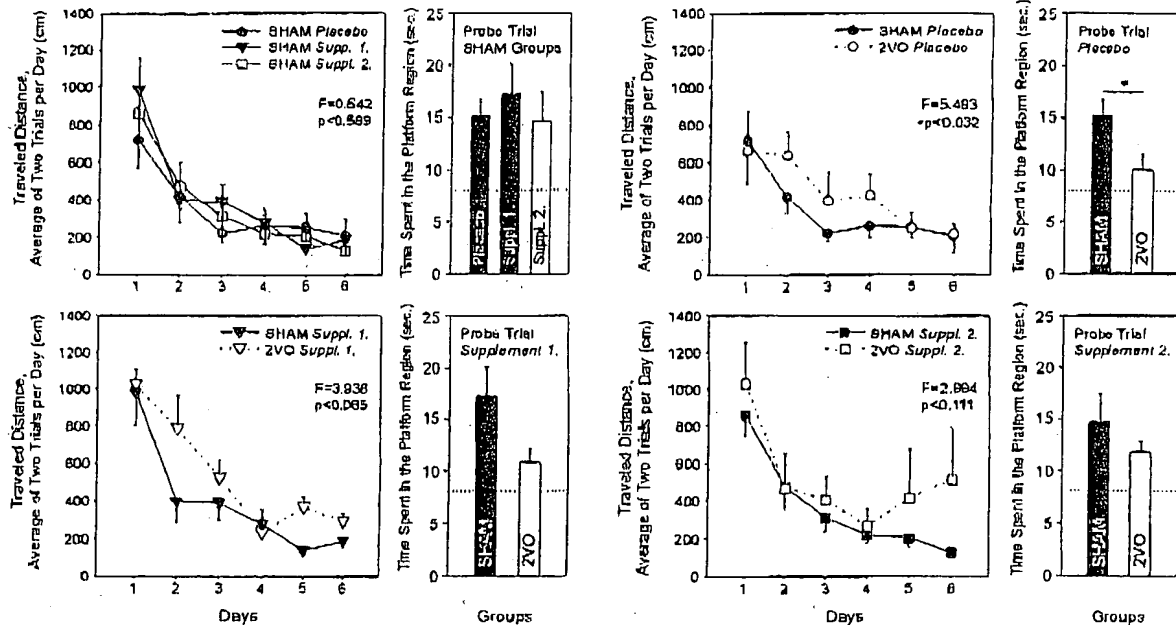 Traveled Distance,
Average of Two Trials per Day (cm)
1400
1200
1000
800
600
400
200
0
SHAM Placebo
SHAM Suppl. 1.
SHAM Suppl. 2.
F=0.542
p<0.589
1 2 3 4 5 6
Time Spent in the Platform Region (sec.)
25
20
15
10
5
0
Probe Trial
SHAM Groups
Placebo
Suppl. 1.
Suppl. 2.
Traveled Distance,
Average of Two Trials per Day (cm)
1400
1200
1000
800
600
400
200
0
SHAM Placebo
2VO Placebo
F=5.493
*p<0.032
1 2 3 4 5 6
Time Spent in the Platform Region (sec.)
25
20
15
10
5
0
Probe Trial
Placebo
*
SHAM
2VO
Traveled Distance,
Average of Two Trials per Day (cm)
1400
1200
1000
800
600
400
200
0
SHAM Suppl. 1.
2VO Suppl. 1.
F=3.936
p<0.065
1 2 3 4 5 6
Days
Time Spent in the Platform Region (sec.)
25
20
15
10
5
0
Probe Trial
Supplement 1.
SHAM
2VO
Groups
Traveled Distance,
Average of Two Trials per Day (cm)
1400
1200
1000
800
600
400
200
0
SHAM Suppl. 2.
2VO Suppl. 2.
F=2.884
p<0.111
1 2 3 4 5 6
Days
Time Spent in the Platform Region (sec.)
25
20
15
10
5
0
Probe Trial
Supplement 2.
SHAM
2VO
Groups